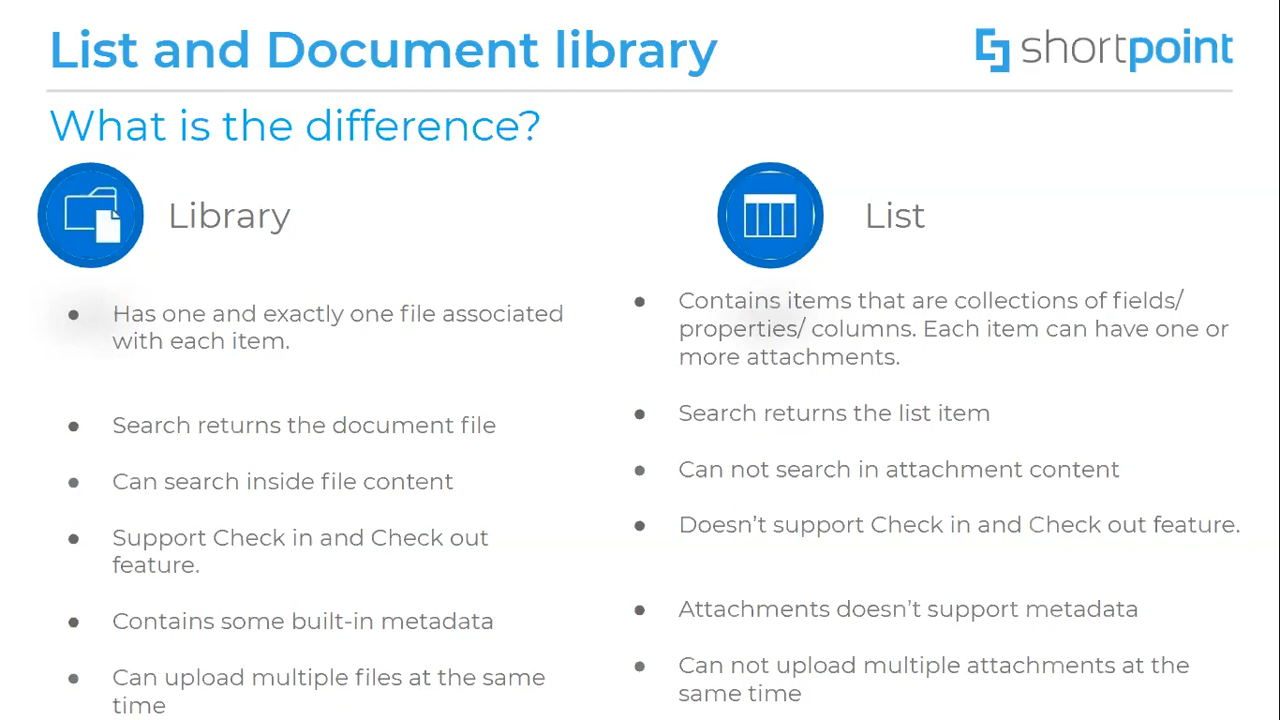 List and Document library
shortpoint
What is the difference?
Library
● Has one and exactly one file associated
with each item.
● Search returns the document file
● Can search inside file content
● Support Check in and Check out
feature.
● Contains some built-in metadata
● Can upload multiple files at the same
time
List
● Contains items that are collections of fields/
properties/ columns. Each item can have one or
more attachments.
● Search returns the list item
● Can not search in attachment content
● Doesn’t support Check in and Check out feature.
● Attachments doesn’t support metadata
● Can not upload multiple attachments at the
same time